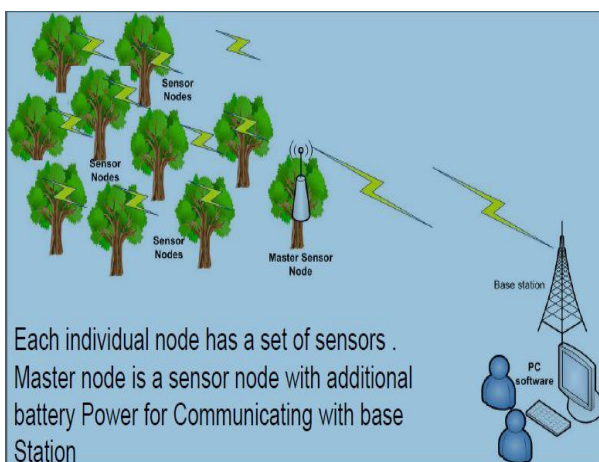 Sensor
Nodes
Sensor
Nodes
Sensor
Nodes
Master Sensor
Node
Base station
PC
software
Each individual node has a set of sensors .
Master node is a sensor node with additional
battery Power for Communicating with base
Station